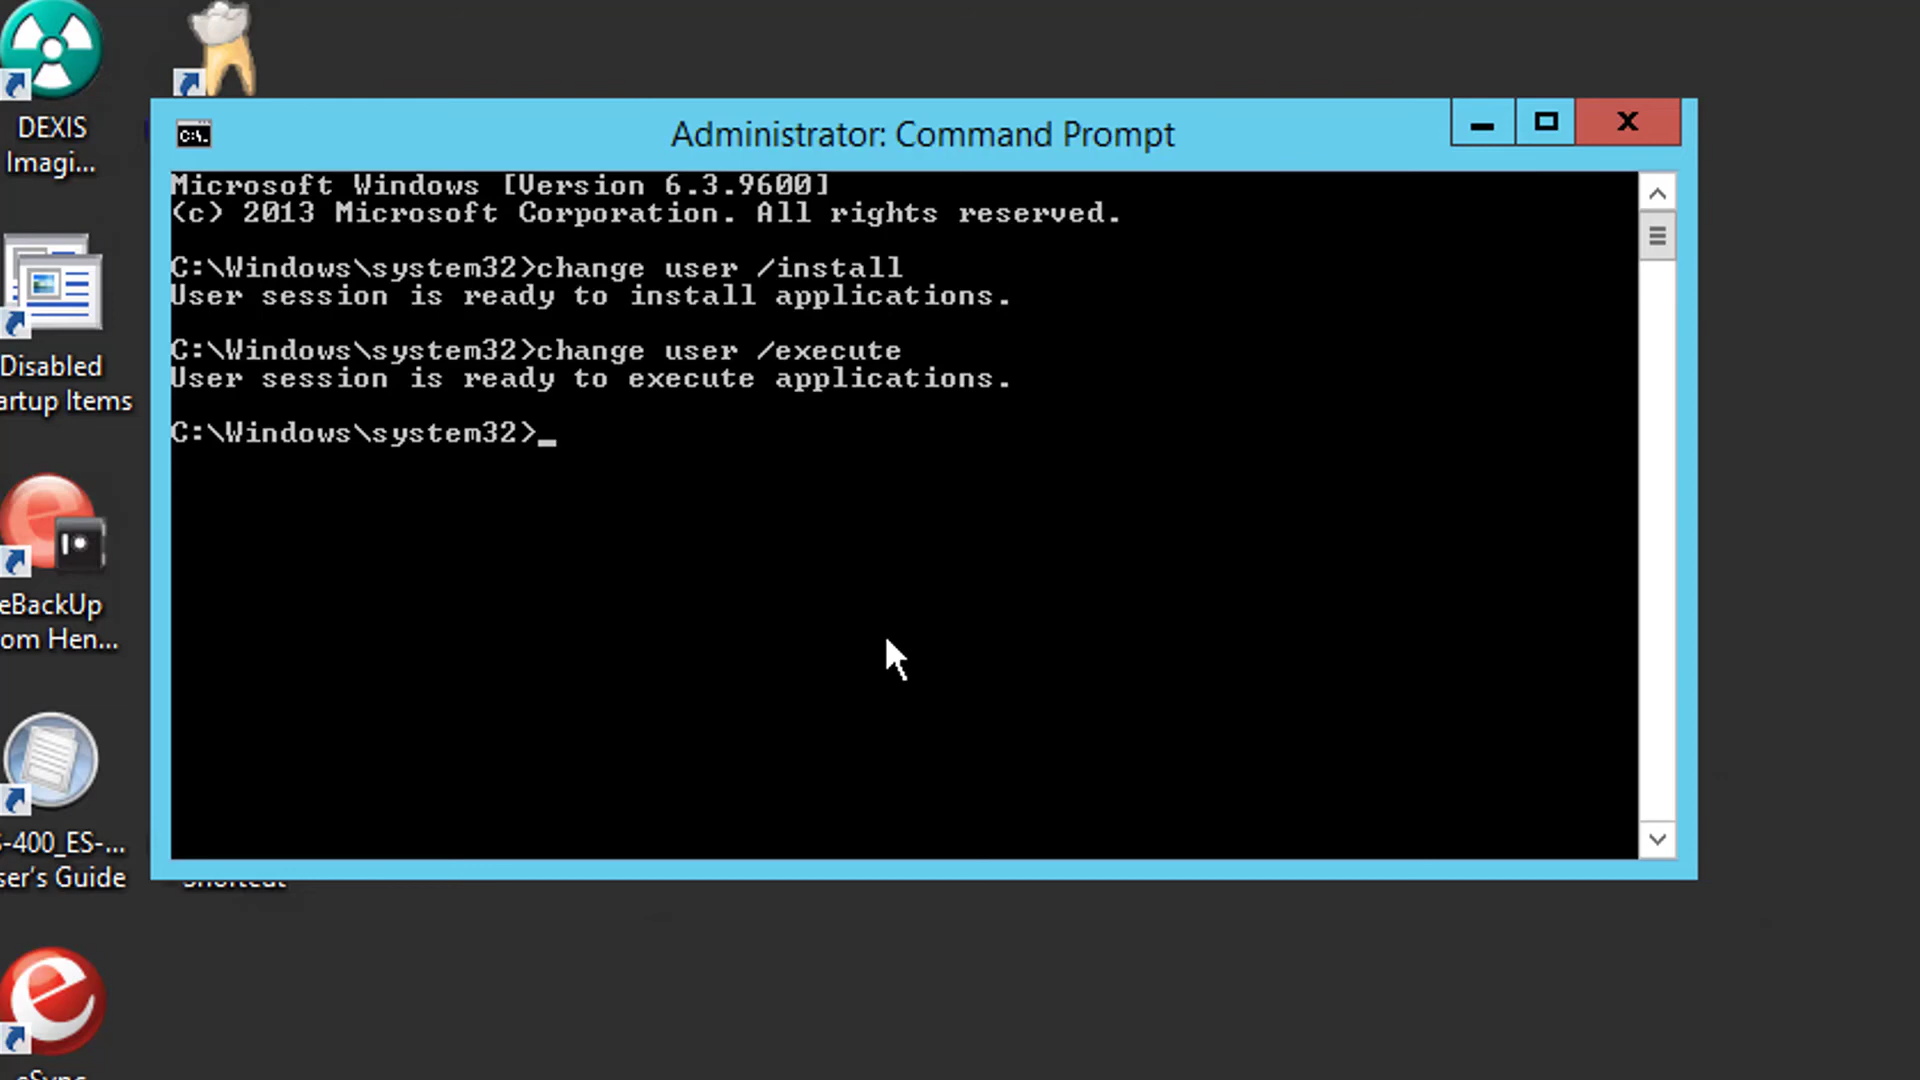 DEXIS
Imagi...
Disabled
artup Items
eBackUp
om Hen...
-400_ES-...
ser's Guide
Administrator: Command Prompt
Microsoft Windows [Version 6.3.9600]
(c) 2013 Microsoft Corporation. All rights reserved.
C:\Windows\system32>change user /install
User session is ready to install applications.
C:\Windows\system32>change user /execute
User session is ready to execute applications.
C:\Windows\system32>_